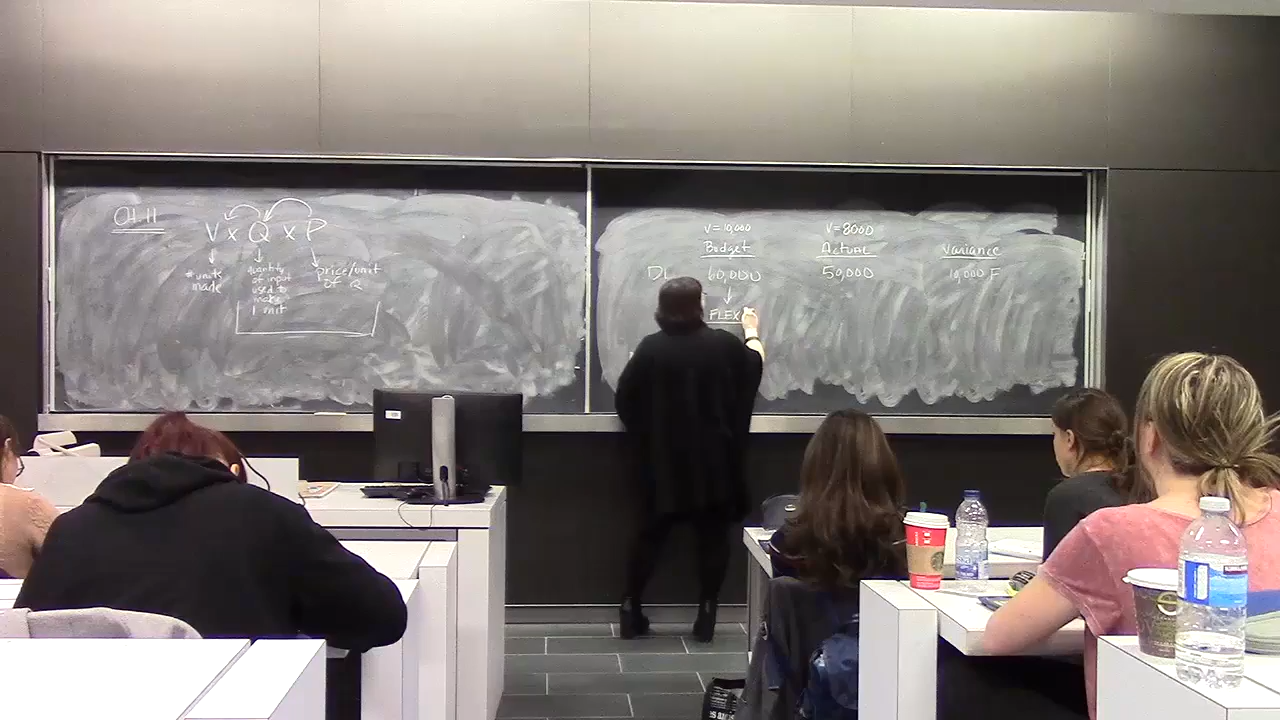 CH. 11
V x Q x P
# units made
quantity of input used to make 1 unit
price/unit of Q
V = 10,000
V = 8000
Budget
Actual
Variance
60,000
50,000
10,000 F
FLEX